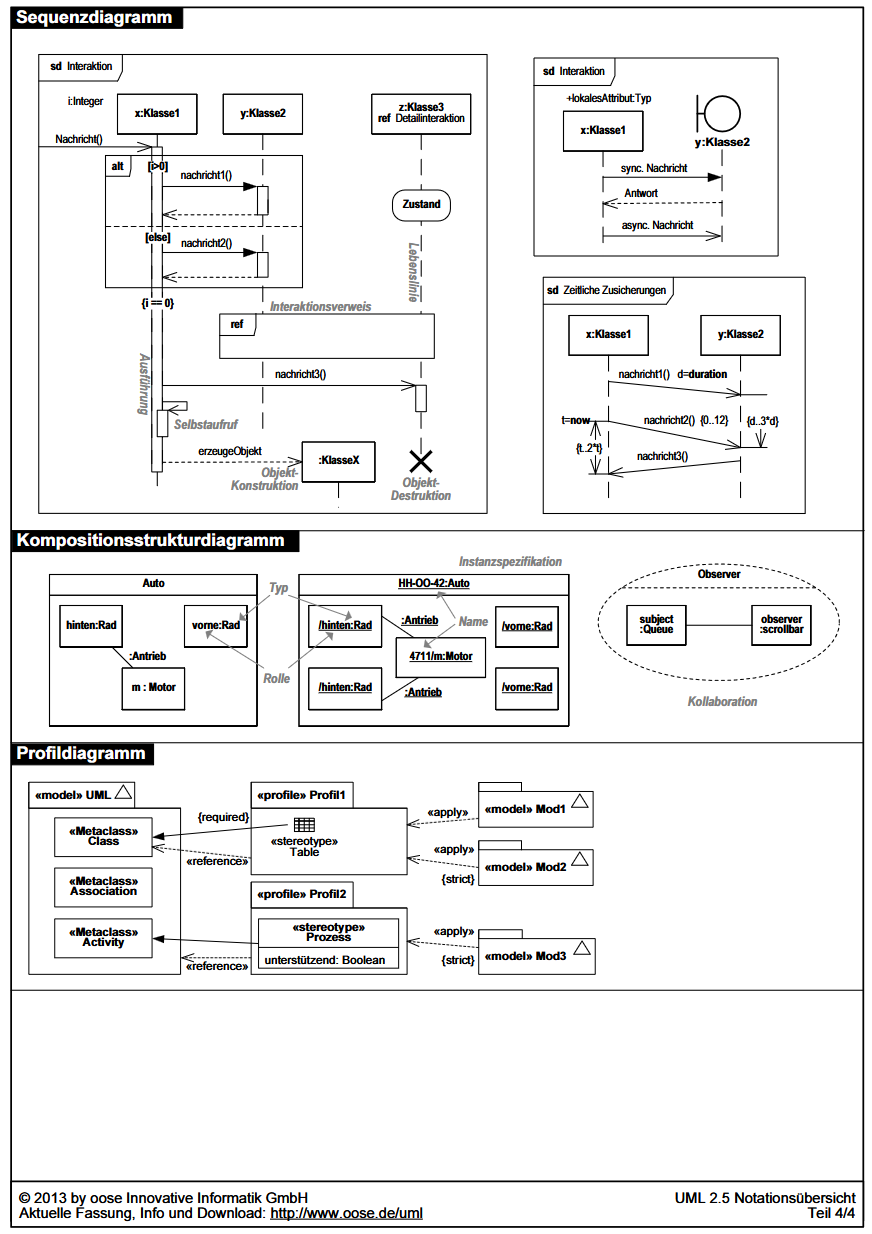 Sequenzdiagramm
sd Interaktion
i:Integer
x:Klasse1
y:Klasse2
z:Klasse3
ref Detailinteraktion
Nachricht()
alt
[i>0]
nachricht1()
Zustand
[else]
nachricht2()
Lebenslinie
{i == 0}
Interaktionsverweis
ref
Ausführung
nachricht3()
Selbstaufruf
erzeugeObjekt
:KlasseX
Objekt-
Konstruktion
Objekt-
Destruktion
sd Interaktion
+lokalesAttribut:Typ
x:Klasse1
y:Klasse2
sync. Nachricht
Antwort
async. Nachricht
sd Zeitliche Zusicherungen
x:Klasse1
y:Klasse2
nachricht1() d=duration
t=now
nachricht2() {0..12}
{d..3*d}
{t..2*t}
nachricht3()
Kompositionsstrukturdiagramm
Auto
hinten:Rad
vorne:Rad
:Antrieb
m : Motor
Typ
Rolle
Instanzspezifikation
HH-OO-42:Auto
/hinten:Rad
:Antrieb
Name
/vorne:Rad
4711/m:Motor
/hinten:Rad
:Antrieb
/vorne:Rad
Observer
subject
:Queue
observer
:scrollbar
Kollaboration
Profildiagramm
«model» UML
«Metaclass»
Class
«Metaclass»
Association
«Metaclass»
Activity
{required}
«reference»
«reference»
«profile» Profil1
«stereotype»
Table
«profile» Profil2
«stereotype»
Prozess
unterstützend: Boolean
«apply»
«model» Mod1
«apply»
{strict}
«model» Mod2
«apply»
{strict}
«model» Mod3
© 2013 by oose Innovative Informatik GmbH
Aktuelle Fassung, Info und Download: http://www.oose.de/uml
UML 2.5 Notationsübersicht
Teil 4/4